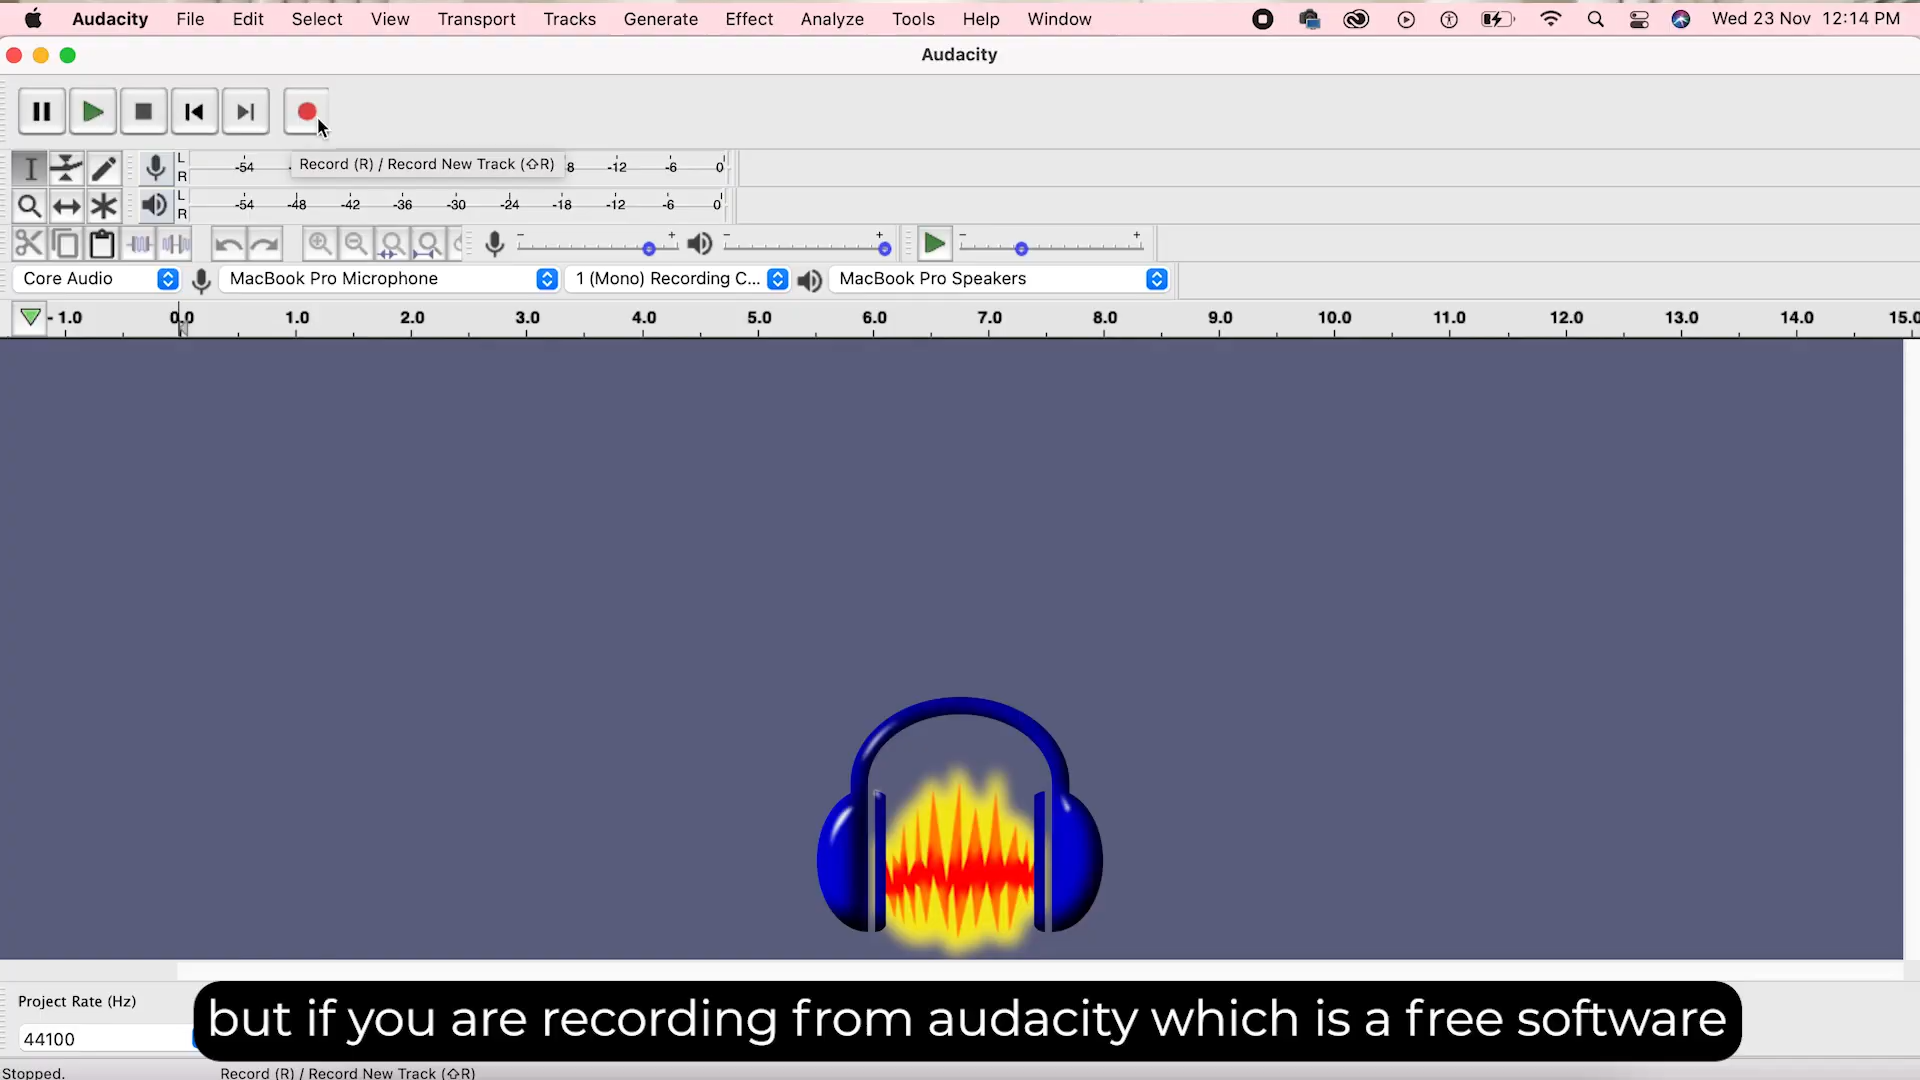 Audacity File Edit Select View Transport Tracks Generate Effect Analyze Tools Help Window Wed 23 Nov 12:14 PM
Audacity
L R -54 8 -12 -6 0
Record (R) / Record New Track (⇧R)
L R -54 -48 -42 -36 -30 -24 -18 -12 -6 0
- + - + - +
Core Audio MacBook Pro Microphone 1 (Mono) Recording C... MacBook Pro Speakers
- 1.0 0.0 1.0 2.0 3.0 4.0 5.0 6.0 7.0 8.0 9.0 10.0 11.0 12.0 13.0 14.0 15.0
Project Rate (Hz)
44100
but if you are recording from audacity which is a free software
Stopped. Record (R) / Record New Track (⇧R)